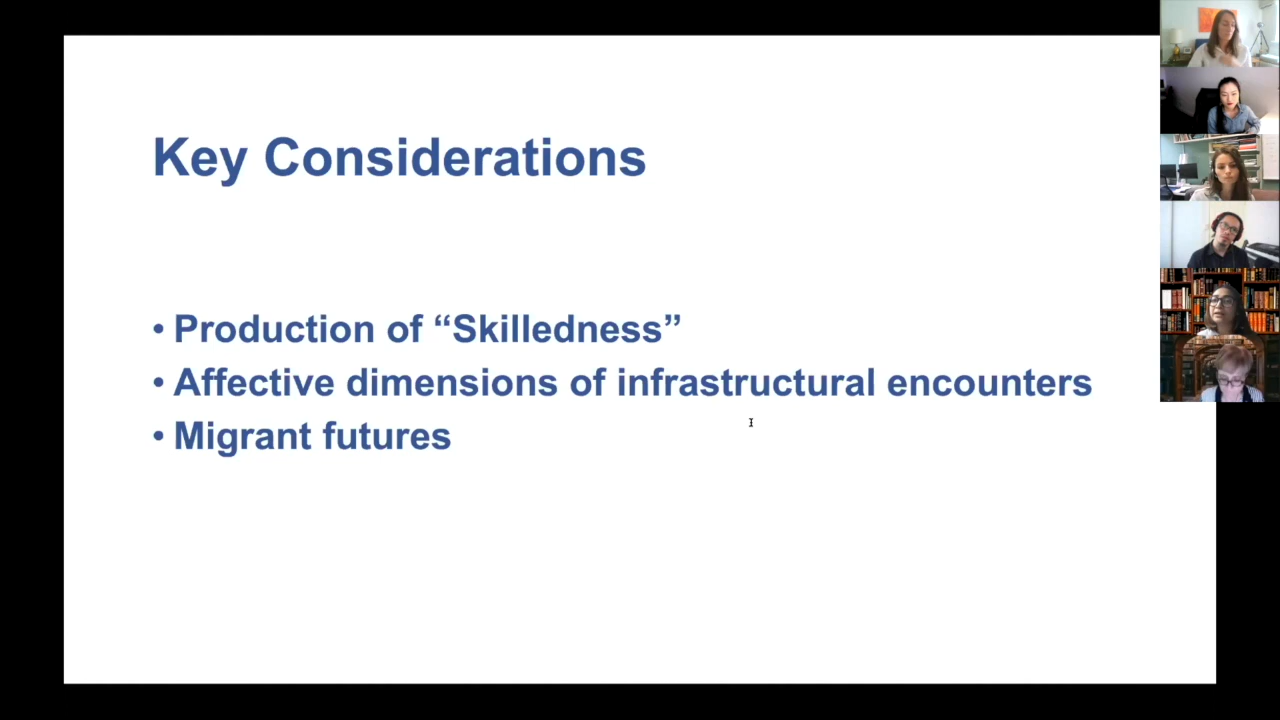 Key Considerations
• Production of “Skilledness”
• Affective dimensions of infrastructural encounters
• Migrant futures